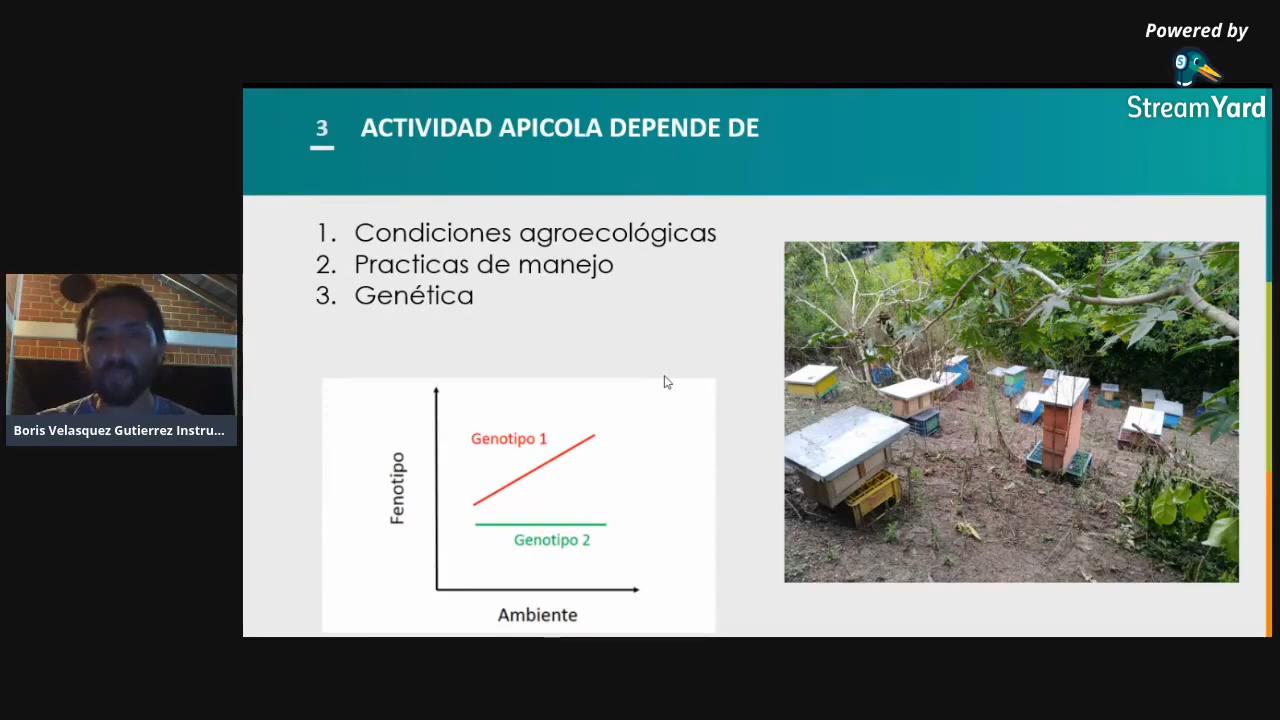 Powered by
StreamYard
3 ACTIVIDAD APICOLA DEPENDE DE
1. Condiciones agroecológicas
2. Practicas de manejo
3. Genética
Genotipo 1
Fenotipo
Genotipo 2
Ambiente
Boris Velasquez Gutierrez Instru...